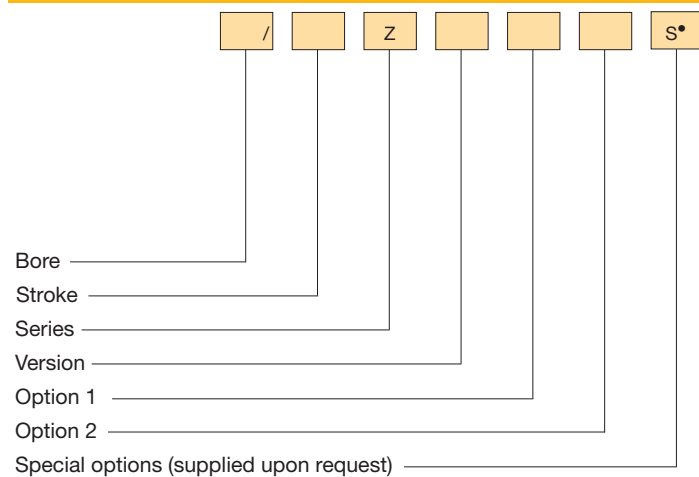 / Z S•
Bore
Stroke
Series
Version
Option 1
Option 2
Special options (supplied upon request)